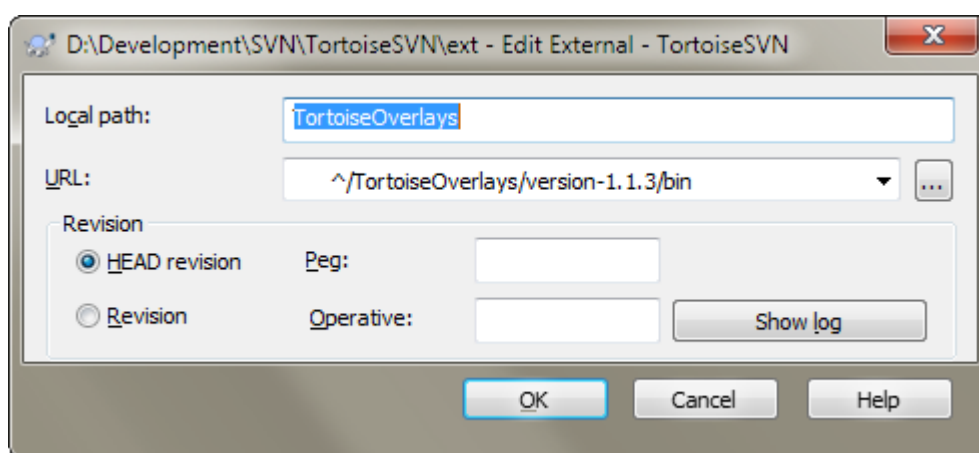 D:\Development\SVN\TortoiseSVN\ext - Edit External - TortoiseSVN
Local path: TortoiseOverlays
URL: ^/TortoiseOverlays/version-1.1.3/bin ...
Revision
HEAD revision Peg:
Revision Operative: Show log
OK Cancel Help